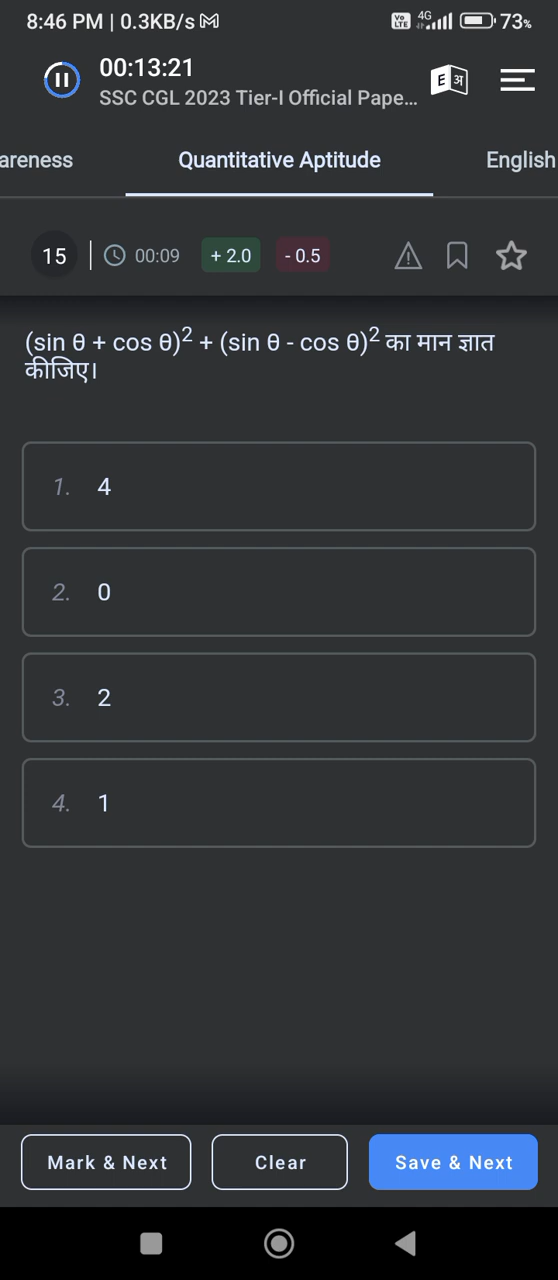 8:46 PM | 0.3KB/s
Vo LTE 4G 73%
00:13:21
SSC CGL 2023 Tier-I Official Pape...
E अ
areness Quantitative Aptitude English
15 | 00:09 + 2.0 - 0.5
(sin θ + cos θ)² + (sin θ - cos θ)² का मान ज्ञात
कीजिए।
1. 4
2. 0
3. 2
4. 1
Mark & Next Clear Save & Next